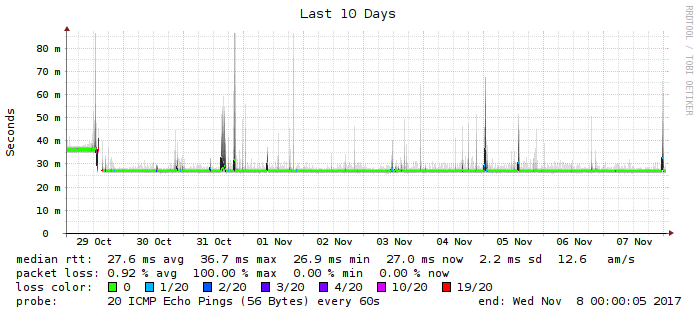 Last 10 Days
RRDTOOL / TOBI OETIKER
Seconds
80 m
70 m
60 m
50 m
40 m
30 m
20 m
10 m
0
29 Oct 30 Oct 31 Oct 01 Nov 02 Nov 03 Nov 04 Nov 05 Nov 06 Nov 07 Nov
median rtt: 27.6 ms avg 36.7 ms max 26.9 ms min 27.0 ms now 2.2 ms sd 12.6 am/s
packet loss: 0.92 % avg 100.00 % max 0.00 % min 0.00 % now
loss color: 0 1/20 2/20 3/20 4/20 10/20 19/20
probe: 20 ICMP Echo Pings (56 Bytes) every 60s end: Wed Nov 8 00:00:05 2017